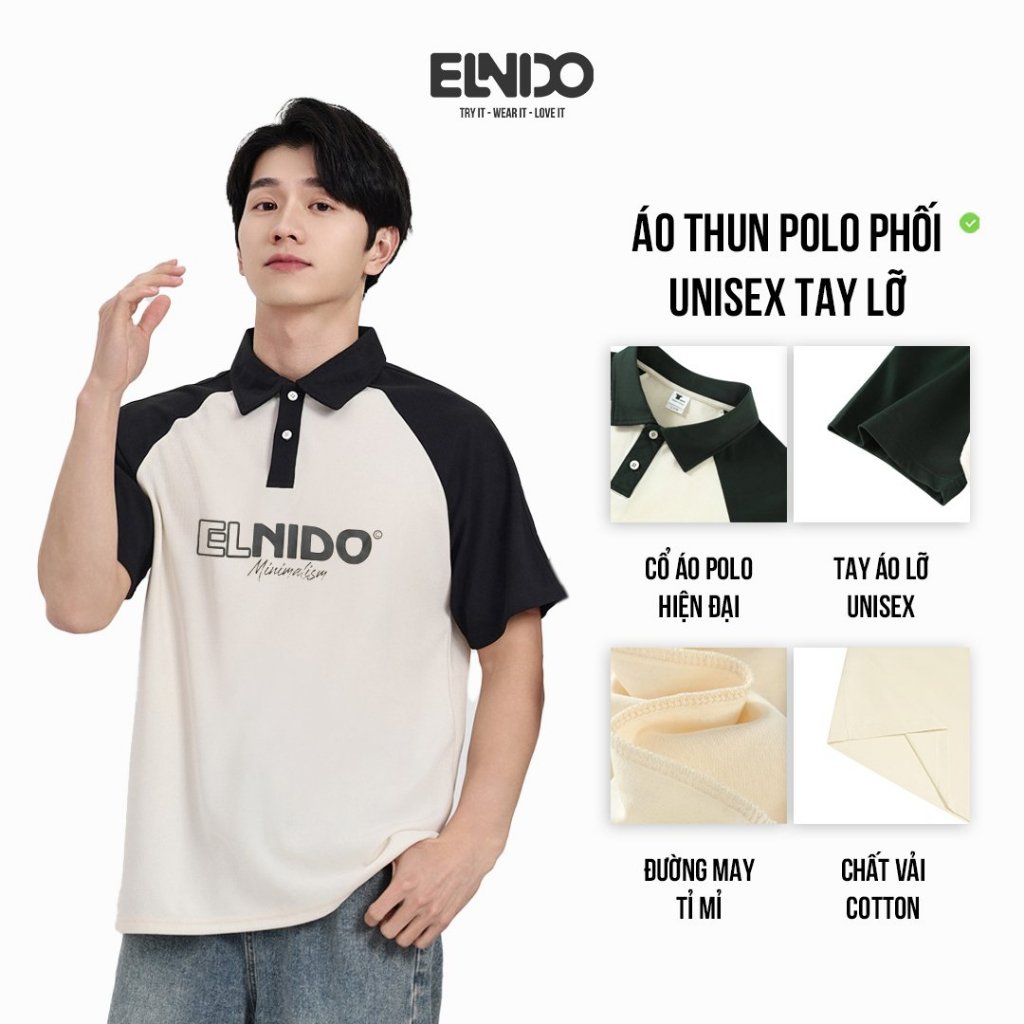 ELNIDO
TRY IT - WEAR IT - LOVE IT
ÁO THUN POLO PHỐI
UNISEX TAY LỠ
ELNIDO©
Minimalism
CỔ ÁO POLO
HIỆN ĐẠI
TAY ÁO LỠ
UNISEX
ĐƯỜNG MAY
TỈ MỈ
CHẤT VẢI
COTTON